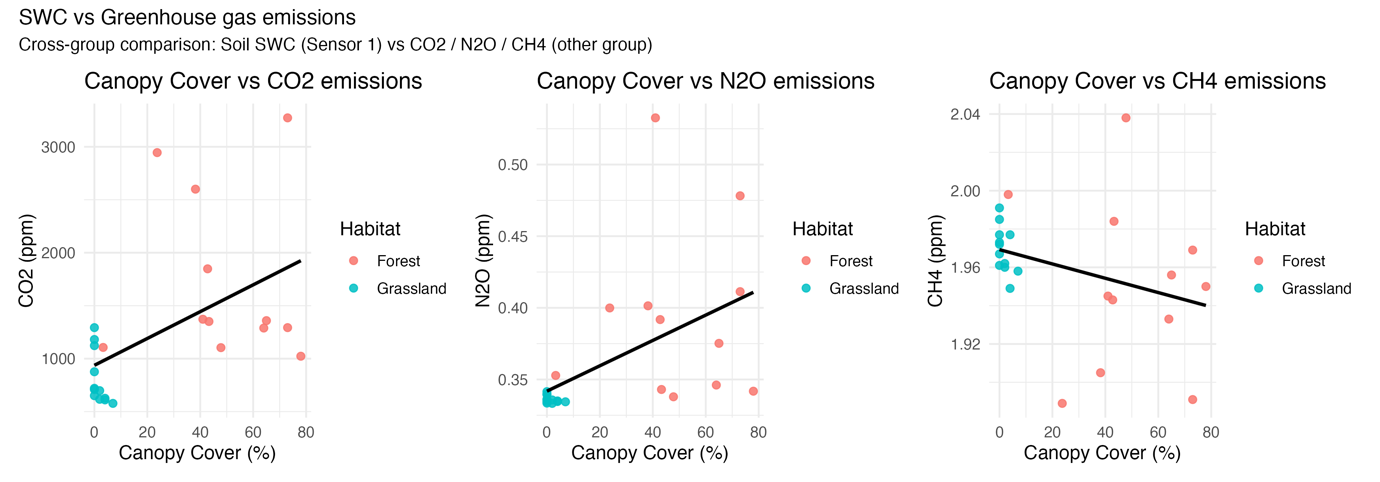 SWC vs Greenhouse gas emissions
Cross-group comparison: Soil SWC (Sensor 1) vs CO2 / N2O / CH4 (other group)
Canopy Cover vs CO2 emissions
CO2 (ppm)
3000
2000
1000
0 20 40 60 80
Canopy Cover (%)
Habitat
Forest
Grassland
Canopy Cover vs N2O emissions
N2O (ppm)
0.50
0.45
0.40
0.35
0 20 40 60 80
Canopy Cover (%)
Habitat
Forest
Grassland
Canopy Cover vs CH4 emissions
CH4 (ppm)
2.04
2.00
1.96
1.92
0 20 40 60 80
Canopy Cover (%)
Habitat
Forest
Grassland